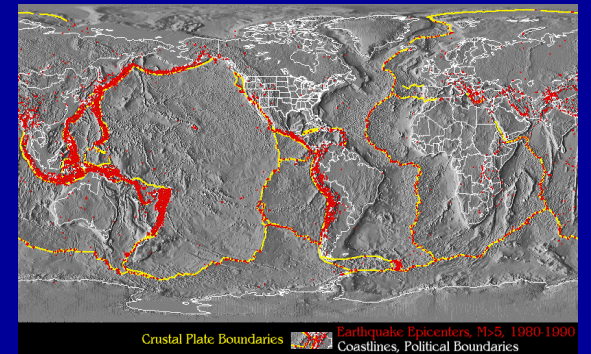 Crustal Plate Boundaries
Earthquake Epicenters, M>5, 1980-1990
Coastlines, Political Boundaries